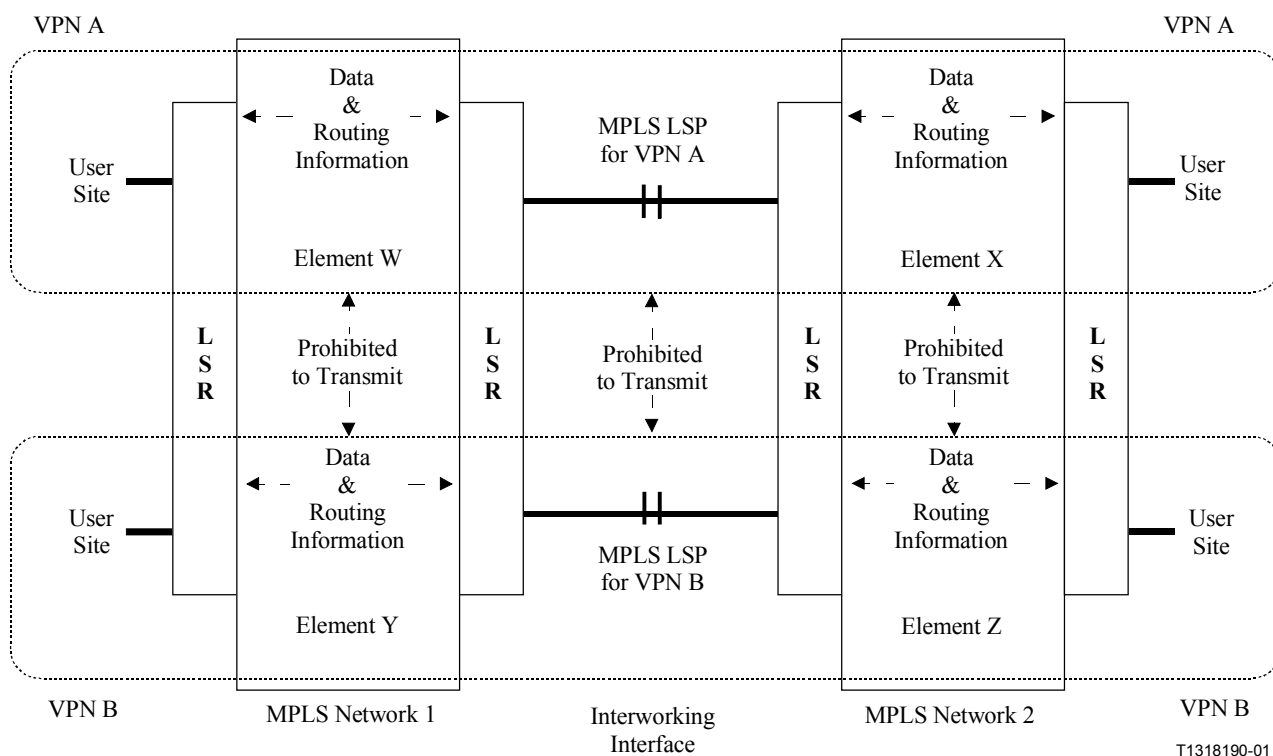 VPN A
VPN A
Data
&
Routing
Information
Data
&
Routing
Information
MPLS LSP
for VPN A
User
Site
User
Site
Element W
Element X
L
S
R
Prohibited
to Transmit
L
S
R
Prohibited
to Transmit
L
S
R
Prohibited
to Transmit
L
S
R
Data
&
Routing
Information
Data
&
Routing
Information
User
Site
User
Site
MPLS LSP
for VPN B
Element Y
Element Z
VPN B
MPLS Network 1
Interworking
Interface
MPLS Network 2
VPN B
T1318190-01